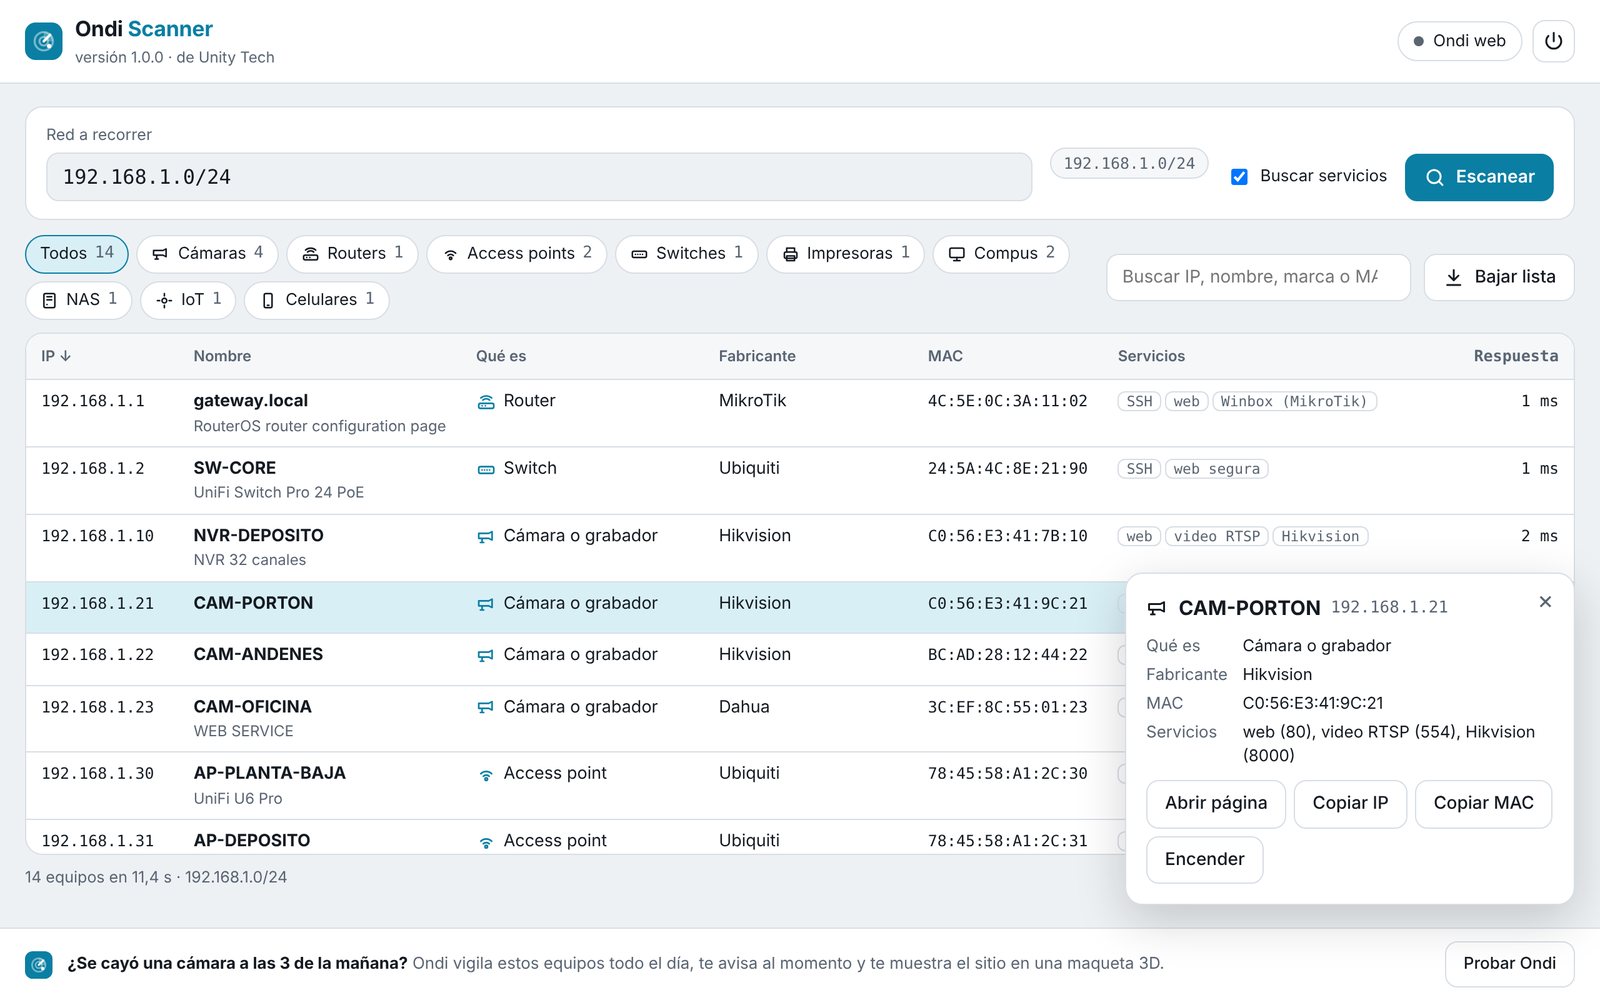 Ondi Scanner
versión 1.0.0 · de Unity Tech
Ondi web
Red a recorrer
192.168.1.0/24
192.168.1.0/24
Buscar servicios
Escanear
Todos 14
Cámaras 4
Routers 1
Access points 2
Switches 1
Impresoras 1
Compus 2
NAS 1
IoT 1
Celulares 1
Buscar IP, nombre, marca o MA
Bajar lista
IP ↓ Nombre Qué es Fabricante MAC Servicios Respuesta
192.168.1.1 gateway.local Router MikroTik 4C:5E:0C:3A:11:02 SSH web Winbox (MikroTik) 1 ms
RouterOS router configuration page
192.168.1.2 SW-CORE Switch Ubiquiti 24:5A:4C:8E:21:90 SSH web segura 1 ms
UniFi Switch Pro 24 PoE
192.168.1.10 NVR-DEPOSITO Cámara o grabador Hikvision C0:56:E3:41:7B:10 web video RTSP Hikvision 2 ms
NVR 32 canales
192.168.1.21 CAM-PORTON Cámara o grabador Hikvision C0:56:E3:41:9C:21
192.168.1.22 CAM-ANDENES Cámara o grabador Hikvision BC:AD:28:12:44:22
192.168.1.23 CAM-OFICINA Cámara o grabador Dahua 3C:EF:8C:55:01:23
WEB SERVICE
192.168.1.30 AP-PLANTA-BAJA Access point Ubiquiti 78:45:58:A1:2C:30
UniFi U6 Pro
192.168.1.31 AP-DEPOSITO Access point Ubiquiti 78:45:58:A1:2C:31
CAM-PORTON 192.168.1.21
Qué es Cámara o grabador
Fabricante Hikvision
MAC C0:56:E3:41:9C:21
Servicios web (80), video RTSP (554), Hikvision
(8000)
Abrir página
Copiar IP
Copiar MAC
Encender
14 equipos en 11,4 s · 192.168.1.0/24
¿Se cayó una cámara a las 3 de la mañana? Ondi vigila estos equipos todo el día, te avisa al momento y te muestra el sitio en una maqueta 3D.
Probar Ondi